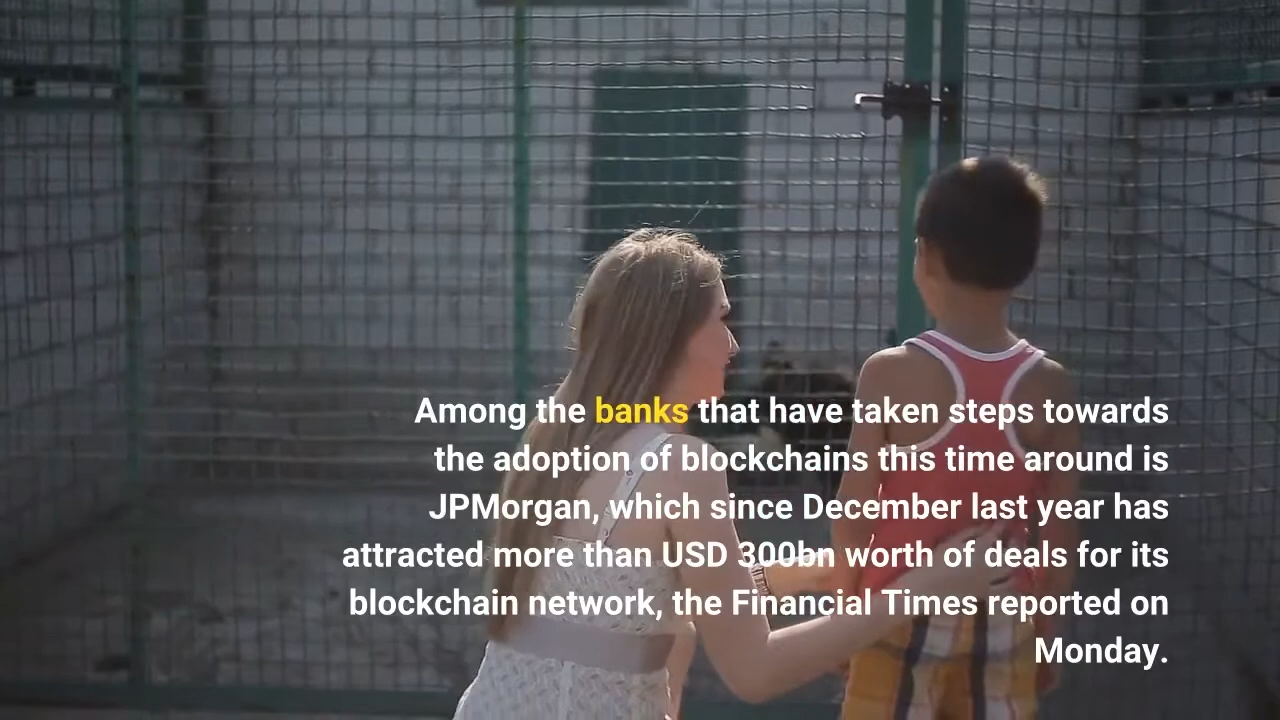 Among the banks that have taken steps towards
the adoption of blockchains this time around is
JPMorgan, which since December last year has
attracted more than USD 300bn worth of deals for its
blockchain network, the Financial Times reported on
Monday.